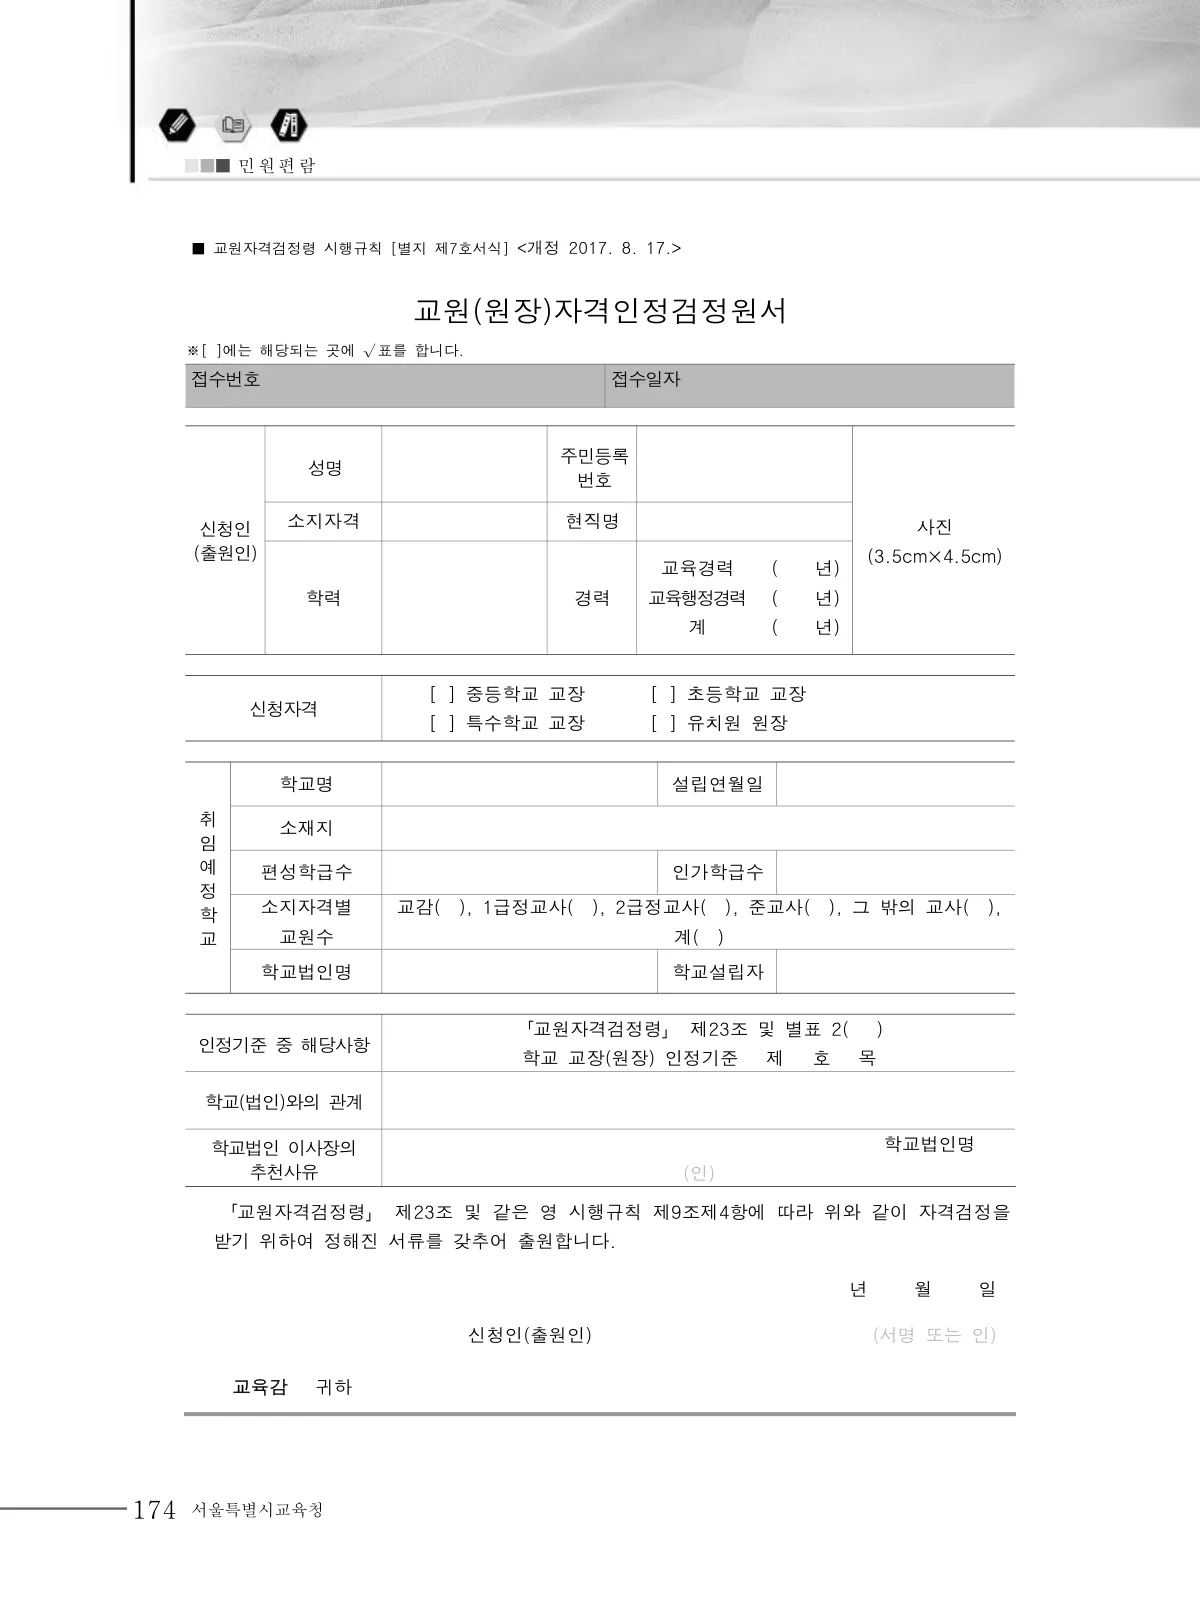 민원편람
■ 교원자격검정령 시행규칙 [별지 제7호서식] <개정 2017. 8. 17.>
교원(원장)자격인정검정원서
※[ ]에는 해당되는 곳에 √표를 합니다.
접수번호 접수일자
신청인
(출원인)
성명
주민등록
번호
소지자격 현직명
학력 경력
교육경력 ( 년)
교육행정경력 ( 년)
계 ( 년)
사진
(3.5cm×4.5cm)
신청자격
[ ] 중등학교 교장 [ ] 초등학교 교장
[ ] 특수학교 교장 [ ] 유치원 원장
취
임
예
정
학
교
학교명 설립연월일
소재지
편성학급수 인가학급수
소지자격별
교원수
교감( ), 1급정교사( ), 2급정교사( ), 준교사( ), 그 밖의 교사( ),
계( )
학교법인명 학교설립자
인정기준 중 해당사항
「교원자격검정령」 제23조 및 별표 2( )
학교 교장(원장) 인정기준 제 호 목
학교(법인)와의 관계
학교법인 이사장의
추천사유
학교법인명
(인)
「교원자격검정령」 제23조 및 같은 영 시행규칙 제9조제4항에 따라 위와 같이 자격검정을
받기 위하여 정해진 서류를 갖추어 출원합니다.
년 월 일
신청인(출원인) (서명 또는 인)
교육감 귀하
174 서울특별시교육청